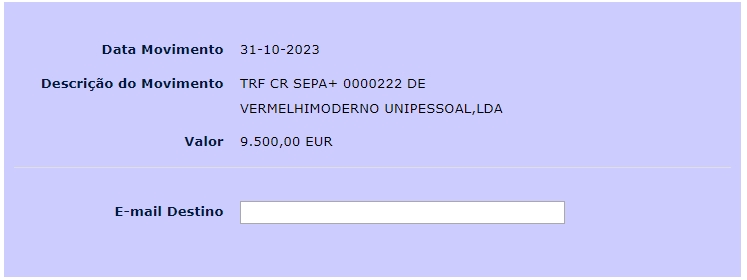 Data Movimento 31-10-2023
Descrição do Movimento TRF CR SEPA+ 0000222 DE
VERMELHIMODERNO UNIPESSOAL,LDA
Valor 9.500,00 EUR
E-mail Destino